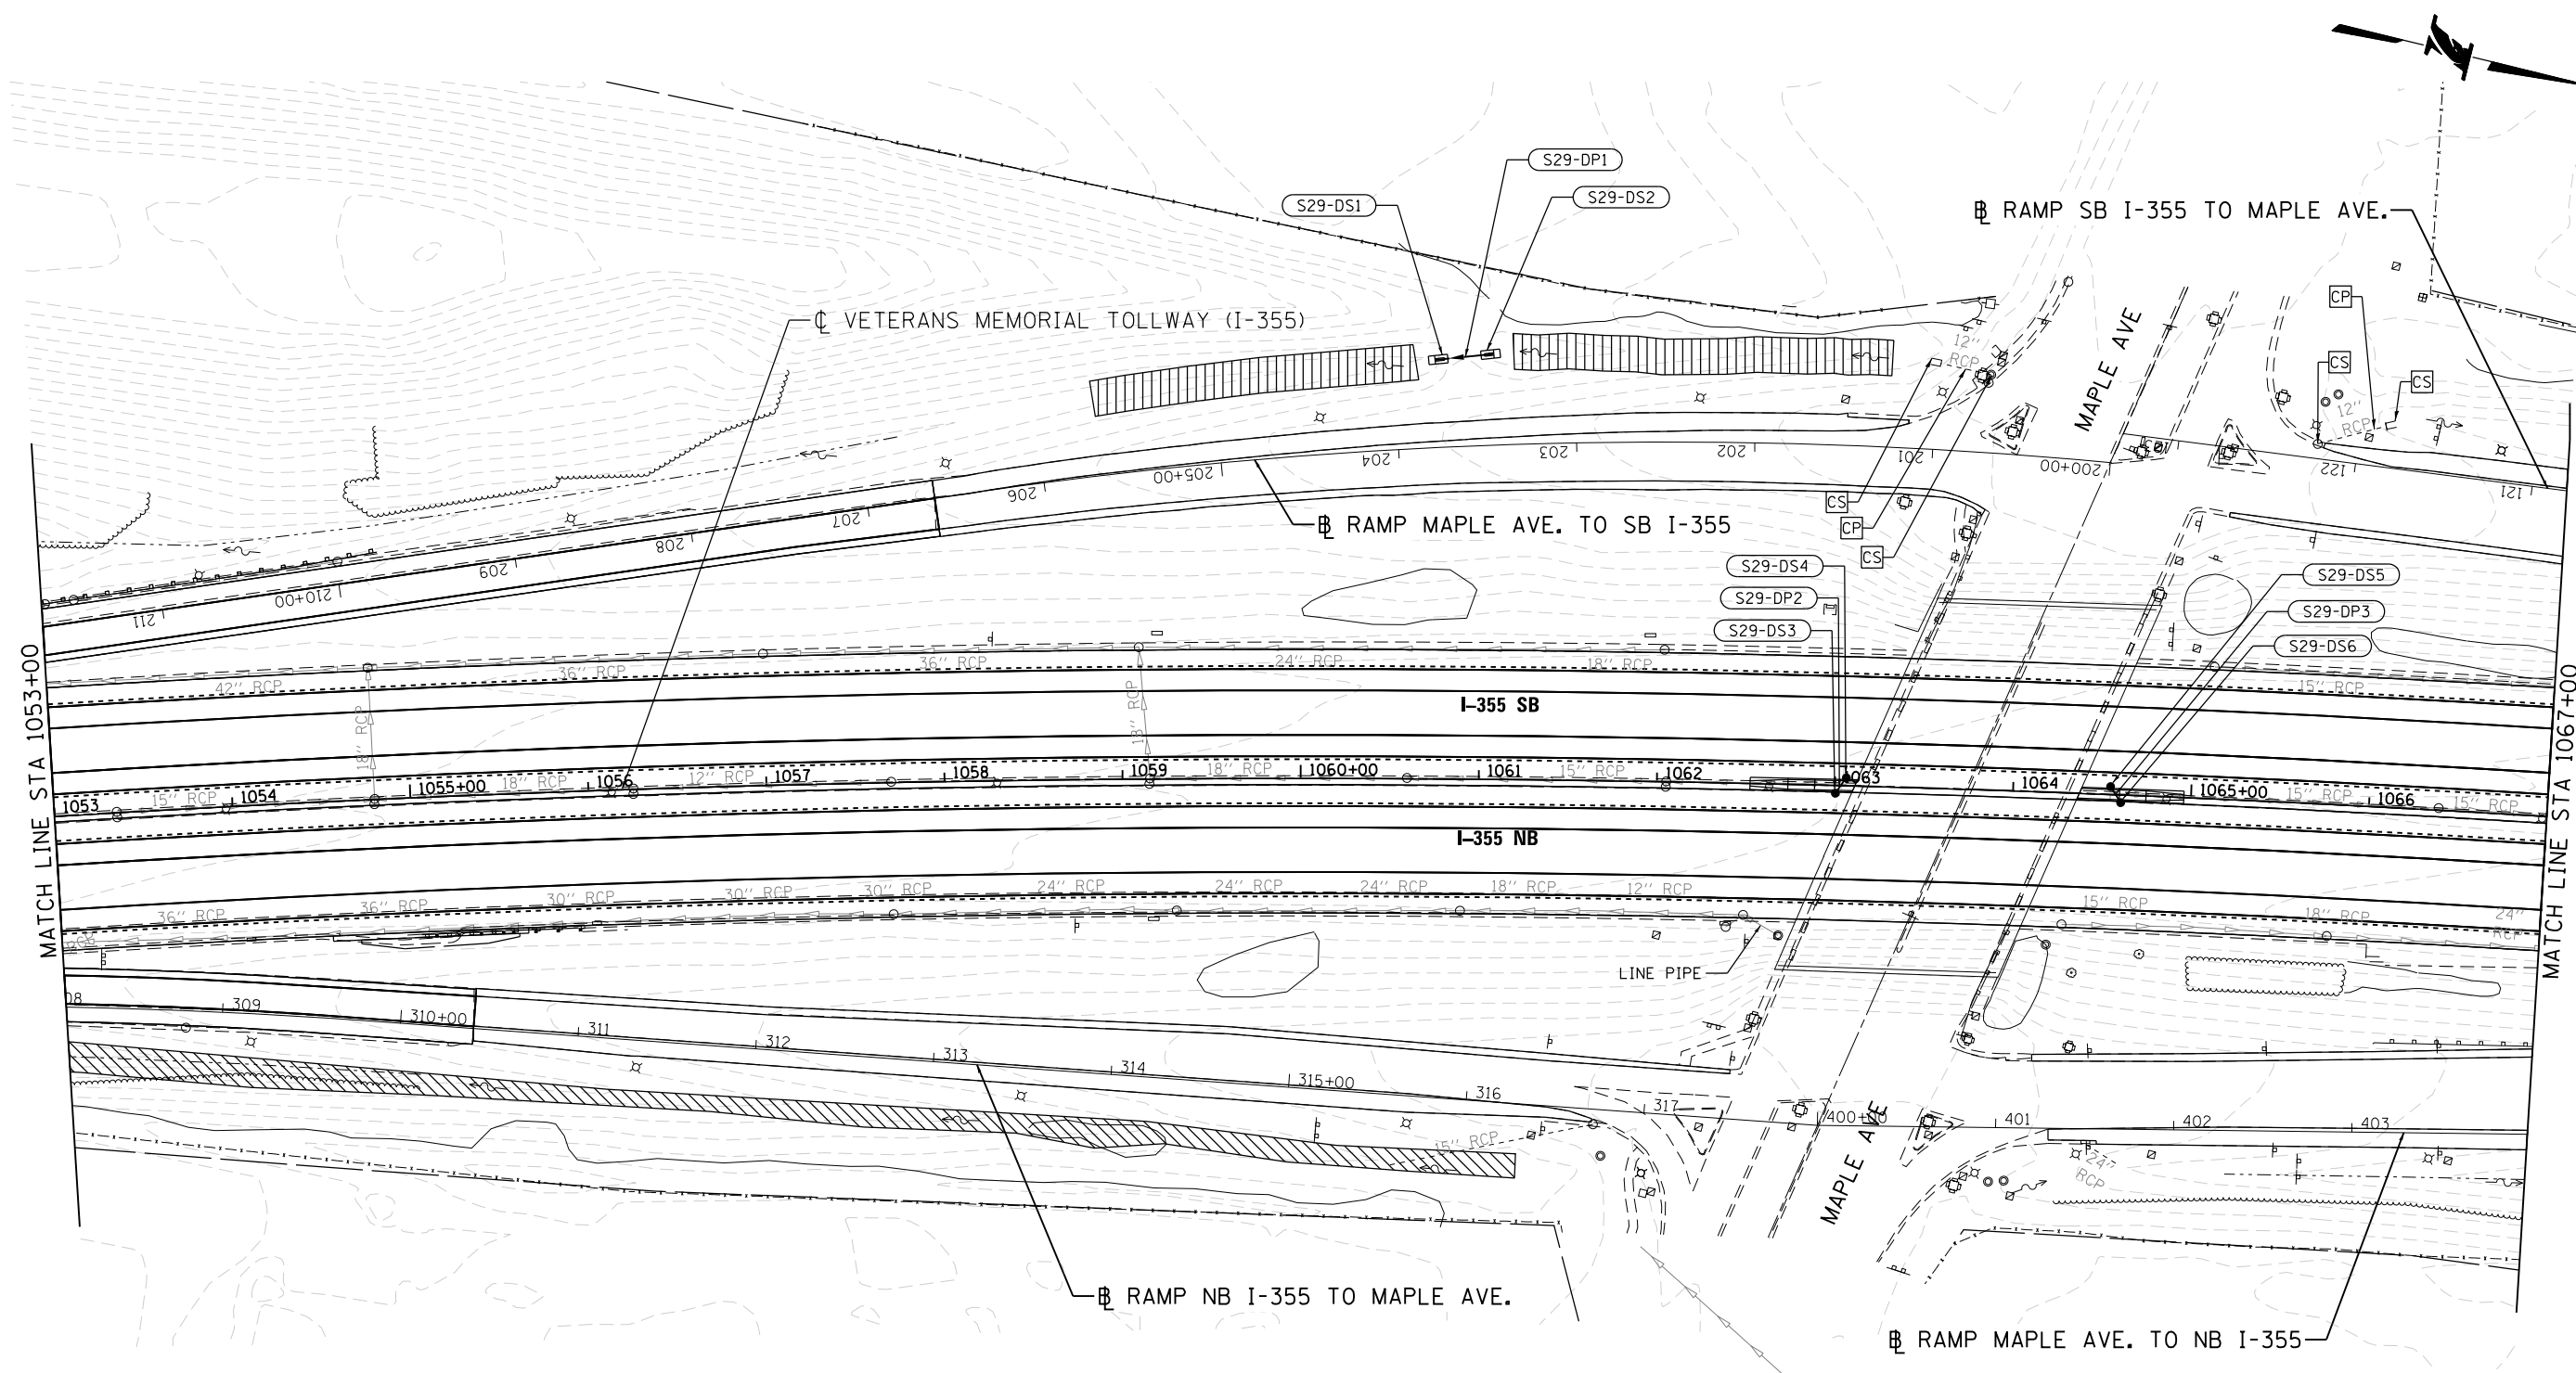 S29-DP1
S29-DS1
S29-DS2
℄ VETERANS MEMORIAL TOLLWAY (I-355)
BL RAMP SB I-355 TO MAPLE AVE.
MAPLE AVE
12" RCP
CP
CS
CS
12" RCP
CS
CP
CS
BL RAMP MAPLE AVE. TO SB I-355
211
210+00
209
208
207
206
205+00
204
203
202
201
200+00
122
121
S29-DS4
S29-DP2
S29-DS3
S29-DS5
S29-DP3
S29-DS6
MATCH LINE STA 1053+00
MATCH LINE STA 1067+00
42" RCP
36" RCP
36" RCP
24" RCP
18" RCP
15" RCP
18" RCP
18" RCP
I-355 SB
1053
1054
1055+00
1056
1057
1058
1059
1060+00
1061
1062
1063
1064
1065+00
1066
15" RCP
18" RCP
12" RCP
18" RCP
15" RCP
15" RCP
15" RCP
I-355 NB
RCP
36" RCP
36" RCP
30" RCP
30" RCP
30" RCP
24" RCP
24" RCP
24" RCP
18" RCP
12" RCP
15" RCP
18" RCP
24" RCP
LINE PIPE
08
309
310+00
311
312
313
314
315+00
316
317
400+00
401
402
403
15" RCP
24" RCP
MAPLE AVE
BL RAMP NB I-355 TO MAPLE AVE.
BL RAMP MAPLE AVE. TO NB I-355